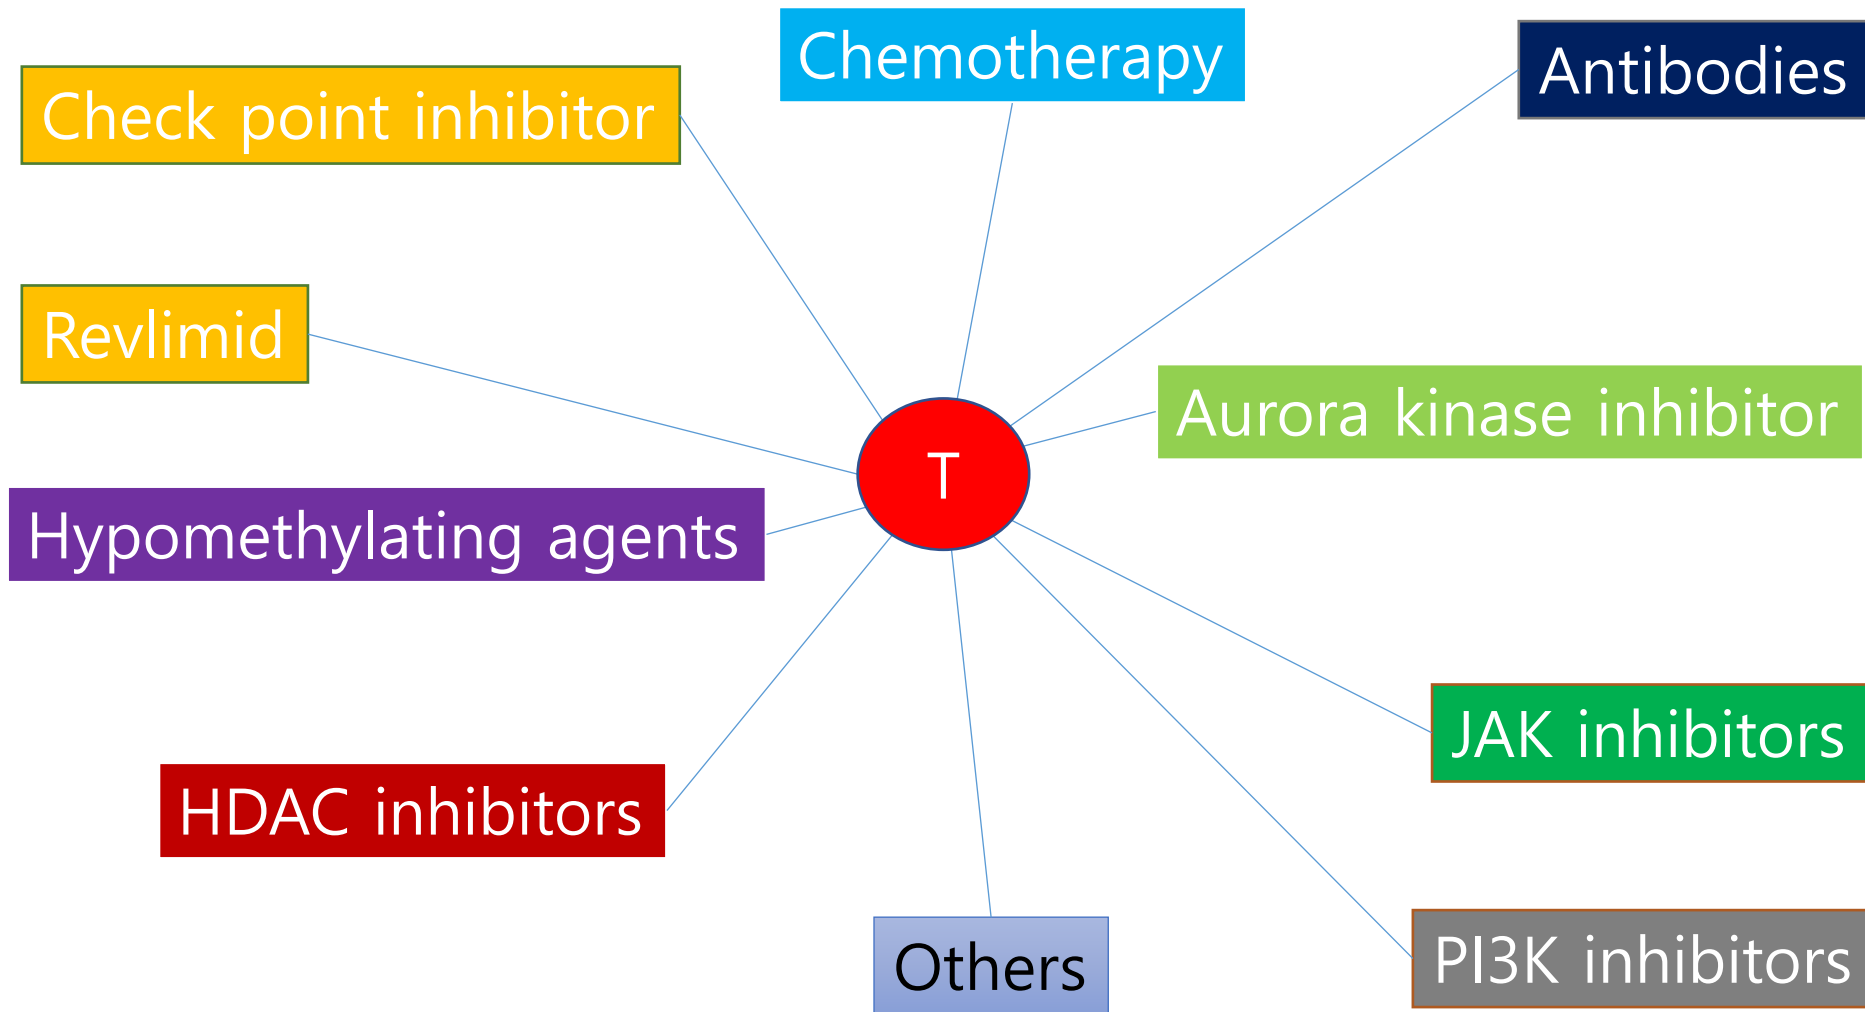 Chemotherapy
Antibodies
Check point inhibitor
Revlimid
Aurora kinase inhibitor
T
Hypomethylating agents
JAK inhibitors
HDAC inhibitors
Others
PI3K inhibitors